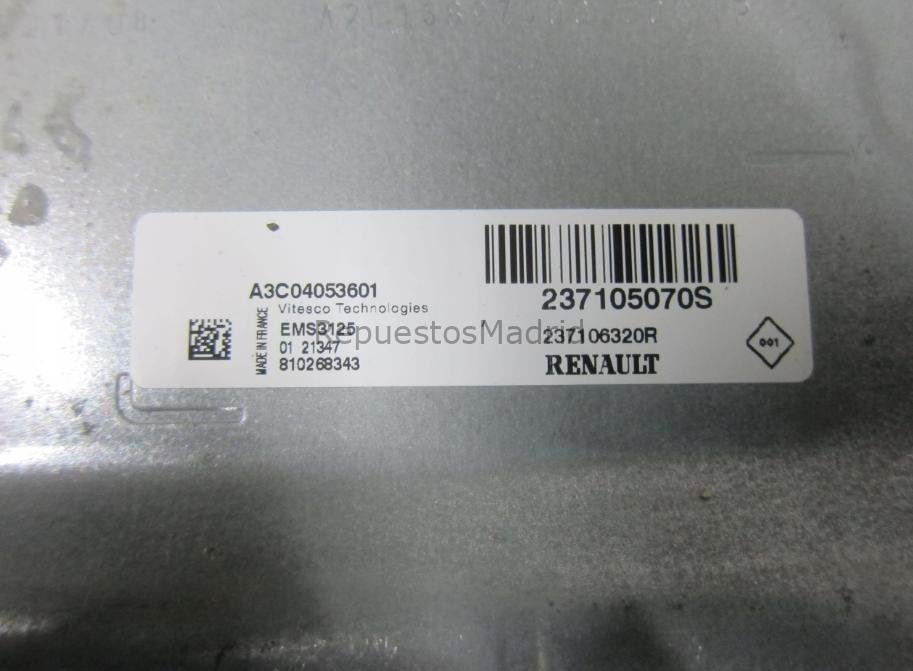 A3C04053601
Vitesco Technologies
MADE IN FRANCE
EMS3125
01 21347
810268343
237105070S
237106320R
RENAULT
001
RepuestosMadrid